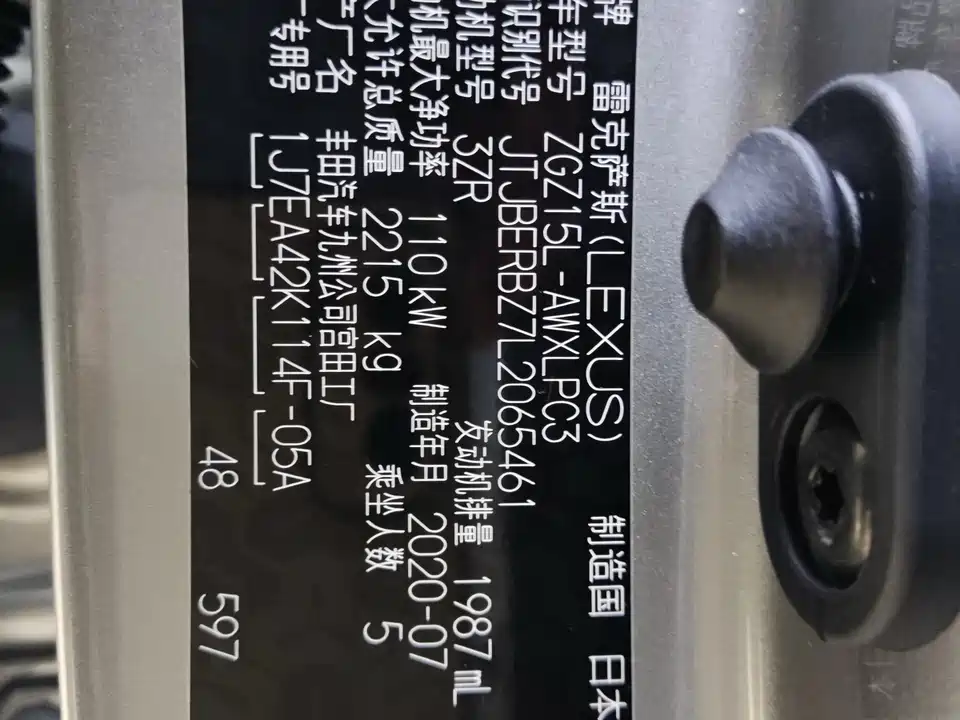 牌 雷克萨斯(LEXUS) 制造国 日本
车型号 ZGZ15L-AWXLPC3
识别代号 JTJBERBZ7L2065461
动机型号 3ZR 发动机排量 1987 mL
机最大净功率 110kW 制造年月 2020-07
允许总质量 2215 kg 乘坐人数 5
产厂名 丰田汽车九州公司宫田工厂
专用号 1J7EA42K114F-05A
48 597